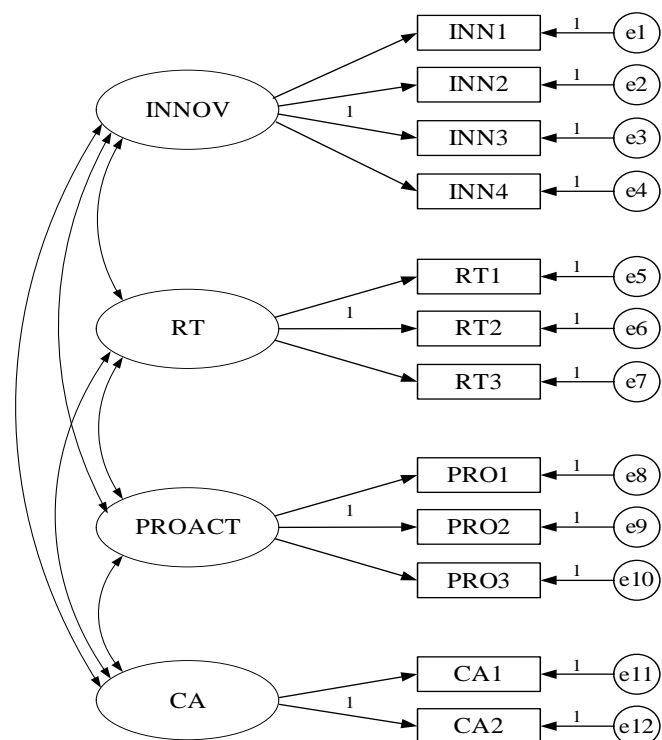 INN1 1 e1
INN2 1 e2
INNOV 1 INN3 1 e3
INN4 1 e4
RT1 1 e5
RT 1 RT2 1 e6
RT3 1 e7
PRO1 1 e8
PROACT 1 PRO2 1 e9
PRO3 1 e10
CA1 1 e11
CA 1 CA2 1 e12